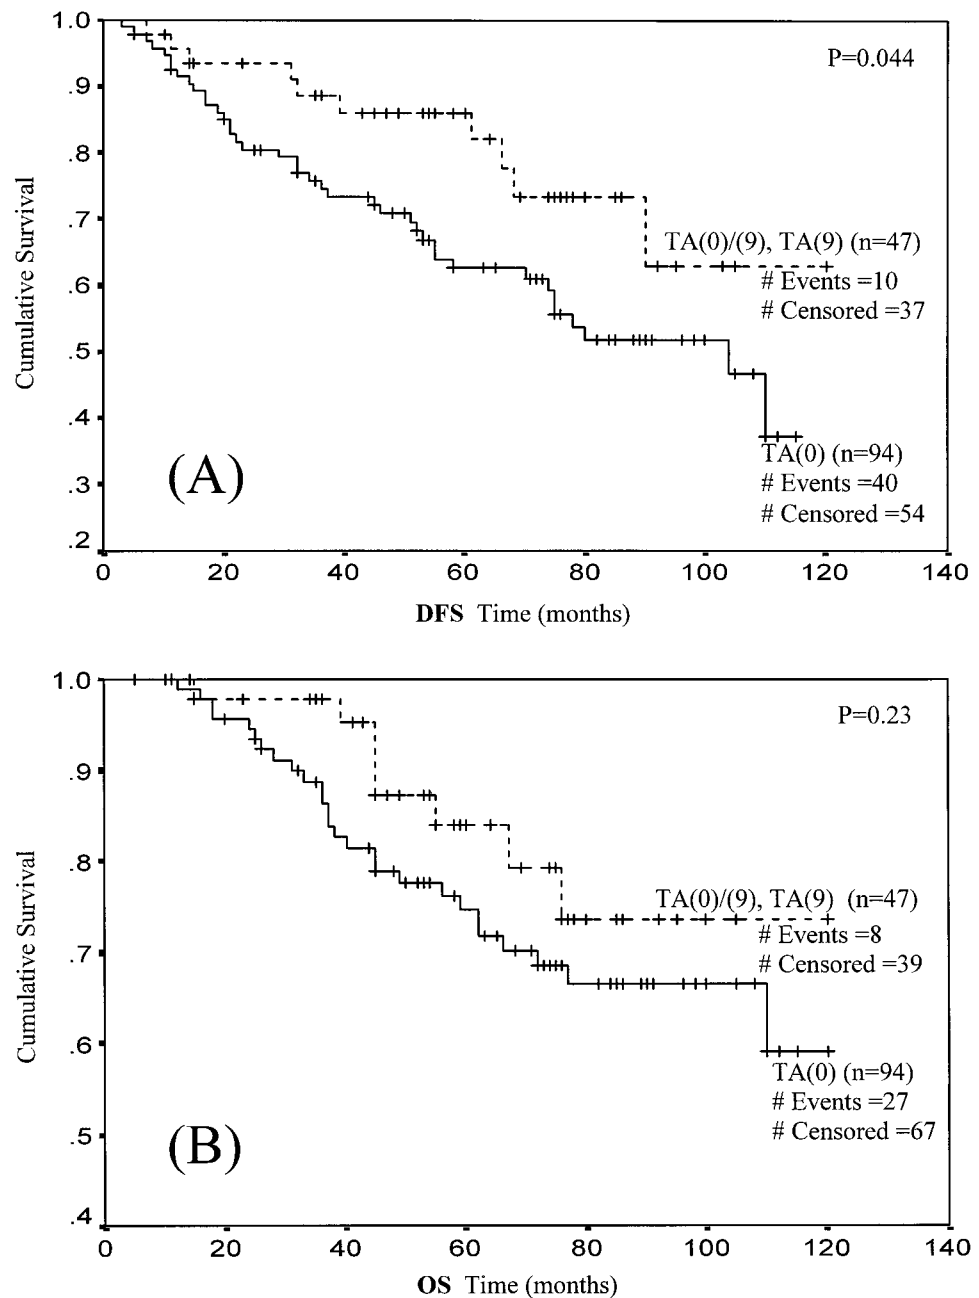 1.0
.9
.8
.7
.6
.5
.4
.3
.2
Cumulative Survival
P=0.044
TA(0)/(9), TA(9) (n=47)
# Events =10
# Censored =37
TA(0) (n=94)
# Events =40
# Censored =54
(A)
0 20 40 60 80 100 120 140
DFS Time (months)
1.0
.9
.8
.7
.6
.5
.4
Cumulative Survival
P=0.23
TA(0)/(9), TA(9) (n=47)
# Events =8
# Censored =39
TA(0) (n=94)
# Events =27
# Censored =67
(B)
0 20 40 60 80 100 120 140
OS Time (months)